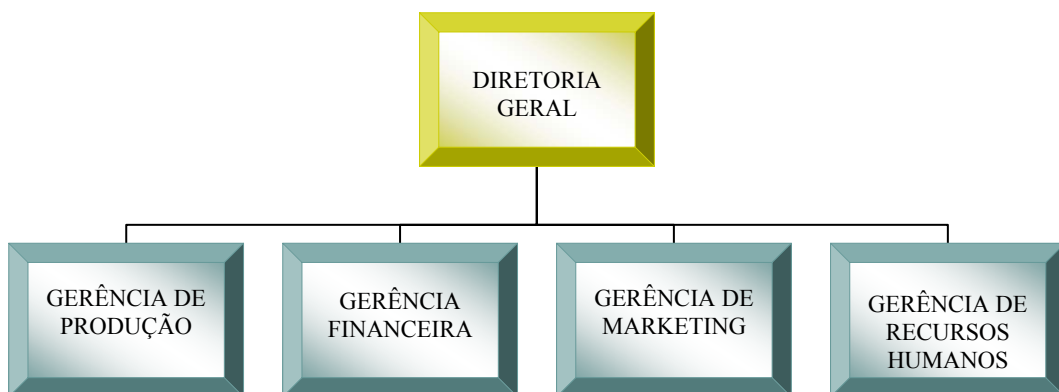 DIRETORIA
GERAL
GERÊNCIA DE
PRODUÇÃO
GERÊNCIA
FINANCEIRA
GERÊNCIA DE
MARKETING
GERÊNCIA DE
RECURSOS
HUMANOS